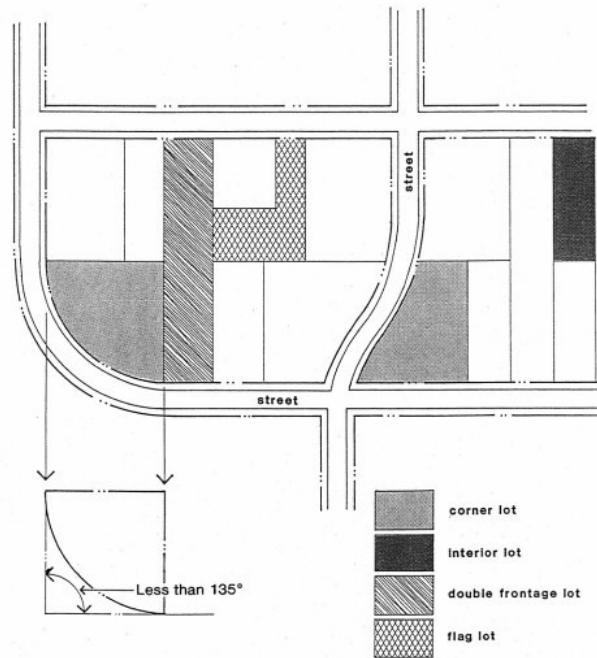 street
street
Less than 135°
corner lot
interior lot
double frontage lot
flag lot